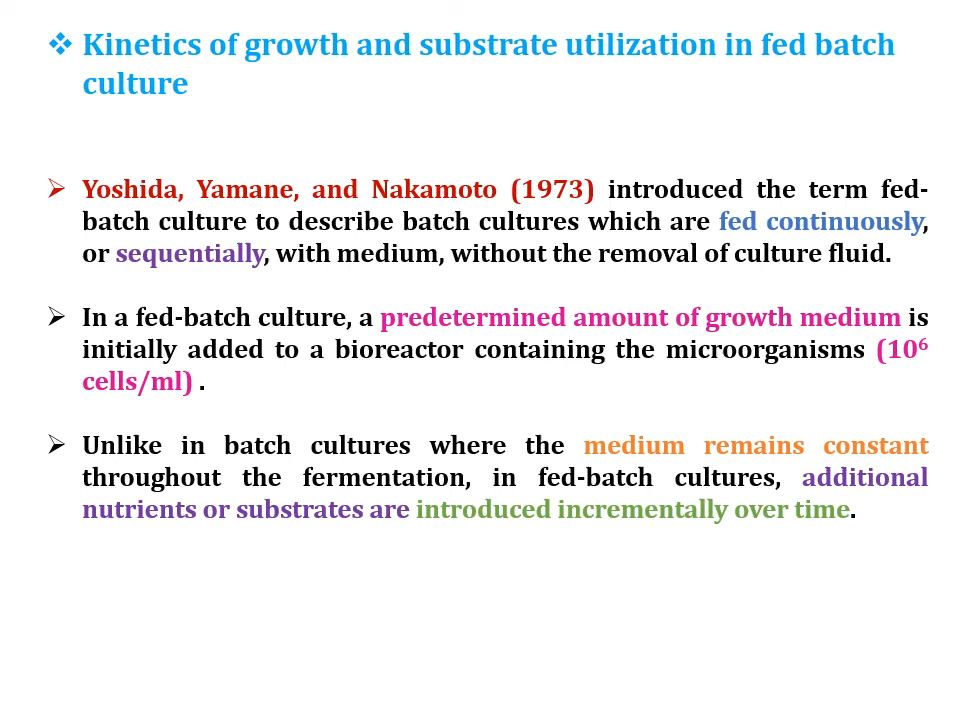 ❖ Kinetics of growth and substrate utilization in fed batch
culture
➢ Yoshida, Yamane, and Nakamoto (1973) introduced the term fed-
batch culture to describe batch cultures which are fed continuously,
or sequentially, with medium, without the removal of culture fluid.
➢ In a fed-batch culture, a predetermined amount of growth medium is
initially added to a bioreactor containing the microorganisms (10⁶
cells/ml) .
➢ Unlike in batch cultures where the medium remains constant
throughout the fermentation, in fed-batch cultures, additional
nutrients or substrates are introduced incrementally over time.